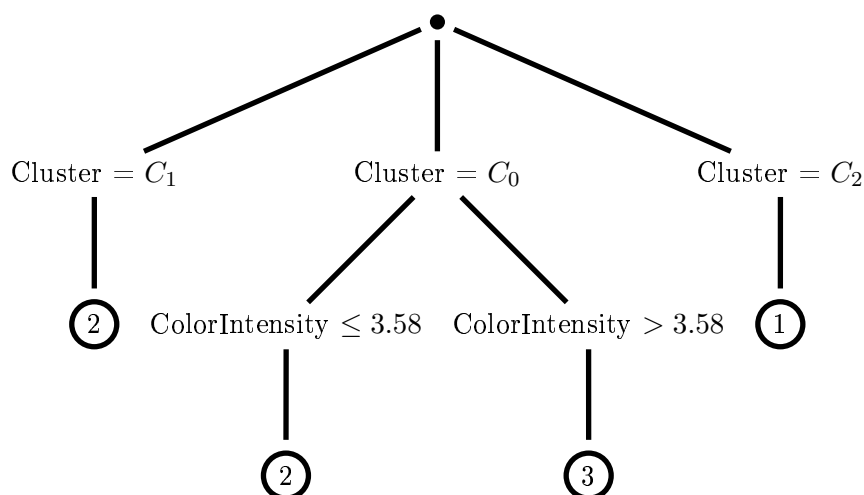 Cluster = C₁
Cluster = C₀
Cluster = C₂
2
ColorIntensity ≤ 3.58
ColorIntensity > 3.58
1
2
3